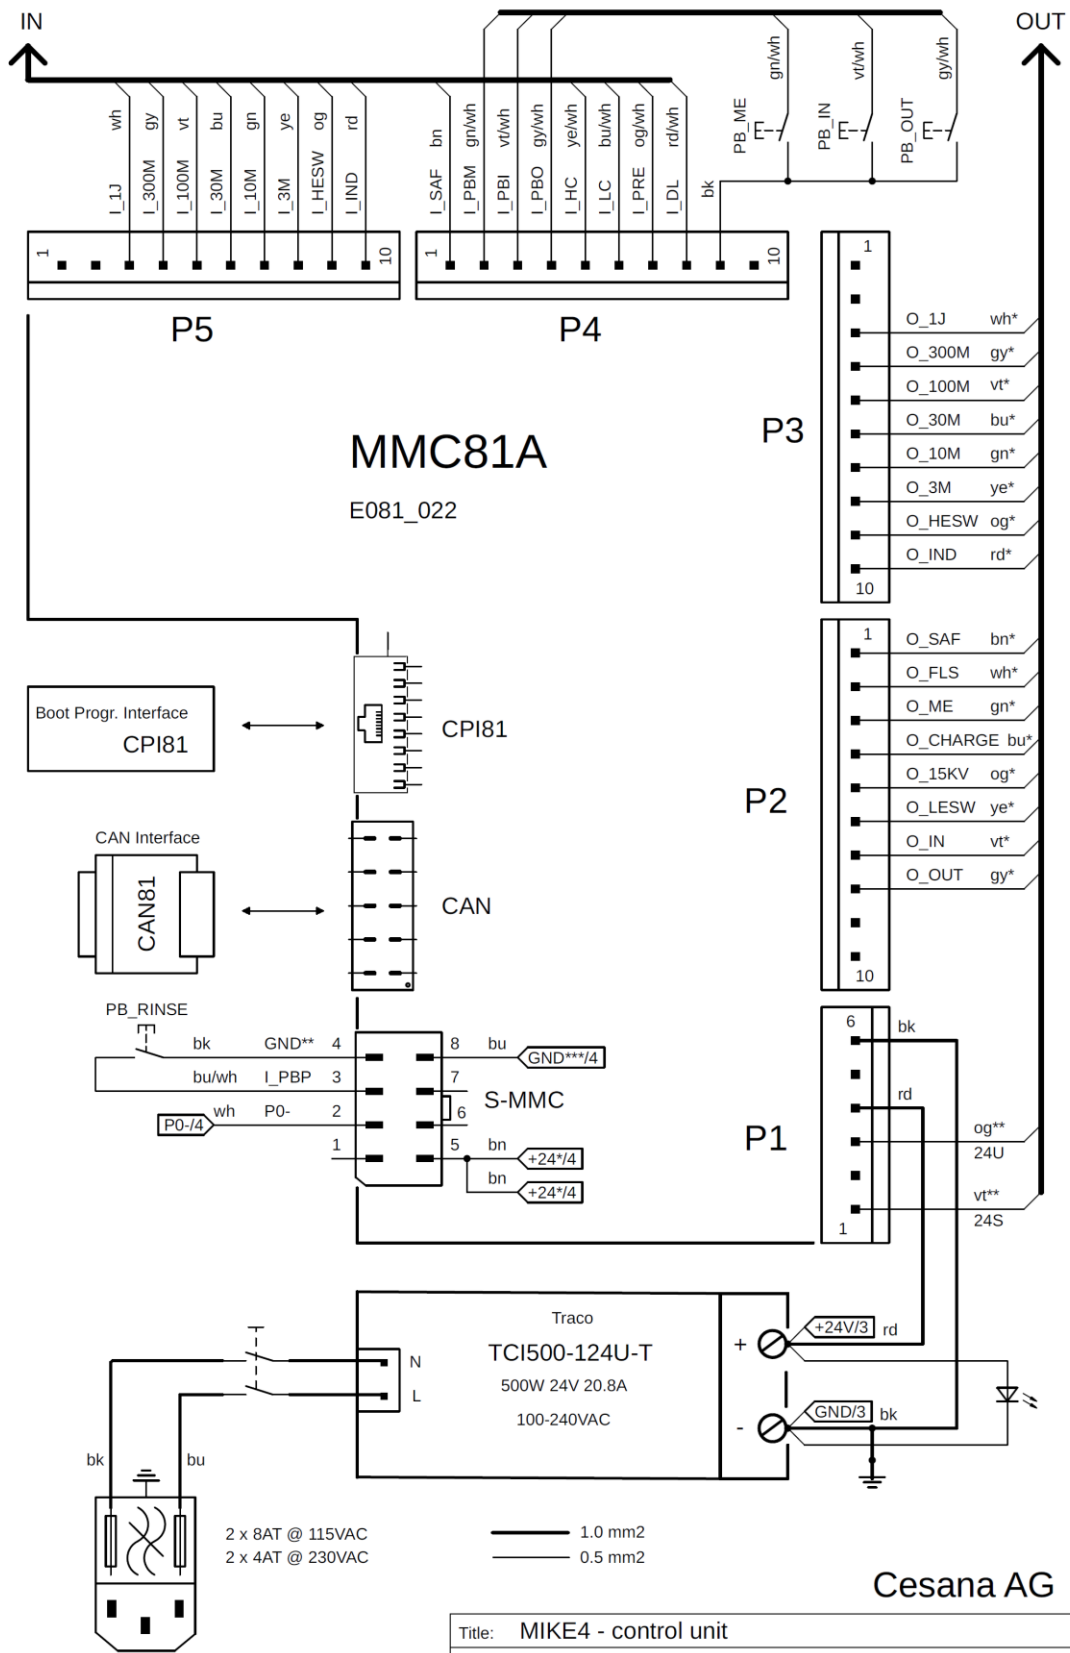 IN
OUT
wh
gy
vt
bu
gn
ye
og
rd
bn
gn/wh
vt/wh
gy/wh
ye/wh
bu/wh
og/wh
rd/wh
bk
gn/wh
vt/wh
gy/wh
PB_ME
PB_IN
PB_OUT
I_1J
I_300M
I_100M
I_30M
I_10M
I_3M
I_HESW
I_IND
I_SAF
I_PBM
I_PBI
I_PBO
I_HC
I_LC
I_PRE
I_DL
1
10
P5
1
10
P4
MMC81A
E081_022
P3
1
O_1J wh*
O_300M gy*
O_100M vt*
O_30M bu*
O_10M gn*
O_3M ye*
O_HESW og*
O_IND rd*
10
P2
1
O_SAF bn*
O_FLS wh*
O_ME gn*
O_CHARGE bu*
O_15KV og*
O_LESW ye*
O_IN vt*
O_OUT gy*
10
Boot Progr. Interface
CPI81
CPI81
CAN Interface
CAN81
CAN
PB_RINSE
bk GND** 4
bu/wh I_PBP 3
P0-/4 wh P0- 2
1
8 bu GND***/4
7
S-MMC
6
5 bn +24*/4
bn +24*/4
P1
6
bk
rd
og**
24U
vt**
24S
1
Traco
TCI500-124U-T
500W 24V 20.8A
100-240VAC
N
L
+
-
+24V/3 rd
GND/3 bk
bk
bu
2 x 8AT @ 115VAC
2 x 4AT @ 230VAC
1.0 mm2
0.5 mm2
Cesana AG
Title: MIKE4 - control unit